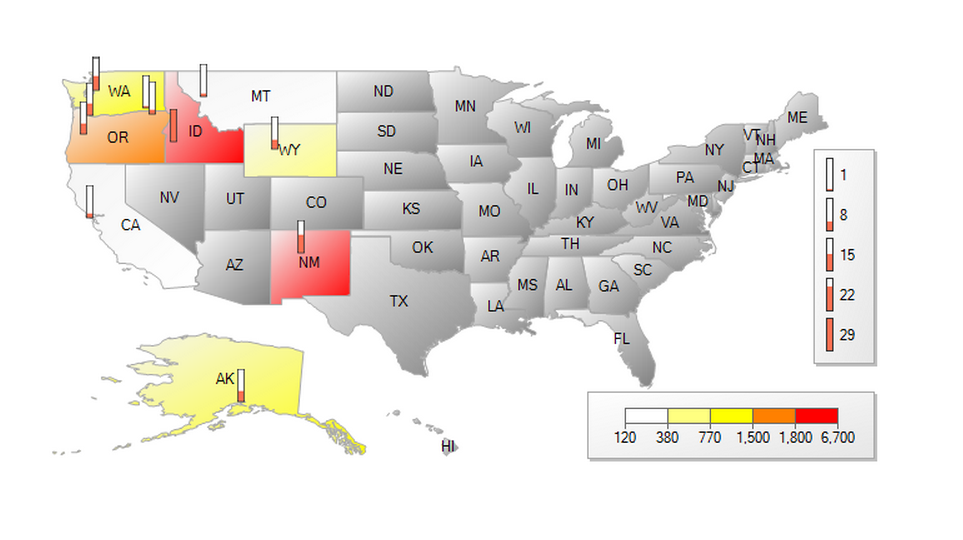 WA
MT
ND
MN
OR
ID
SD
WI
MI
ME
VT
NH
WY
NE
IA
NY
MA
CT
NV
UT
CO
KS
MO
IL
IN
OH
PA
NJ
CA
KY
WV
MD
VA
AZ
NM
OK
AR
TH
NC
SC
TX
LA
MS
AL
GA
FL
AK
HI
1
8
15
22
29
120 380 770 1,500 1,800 6,700